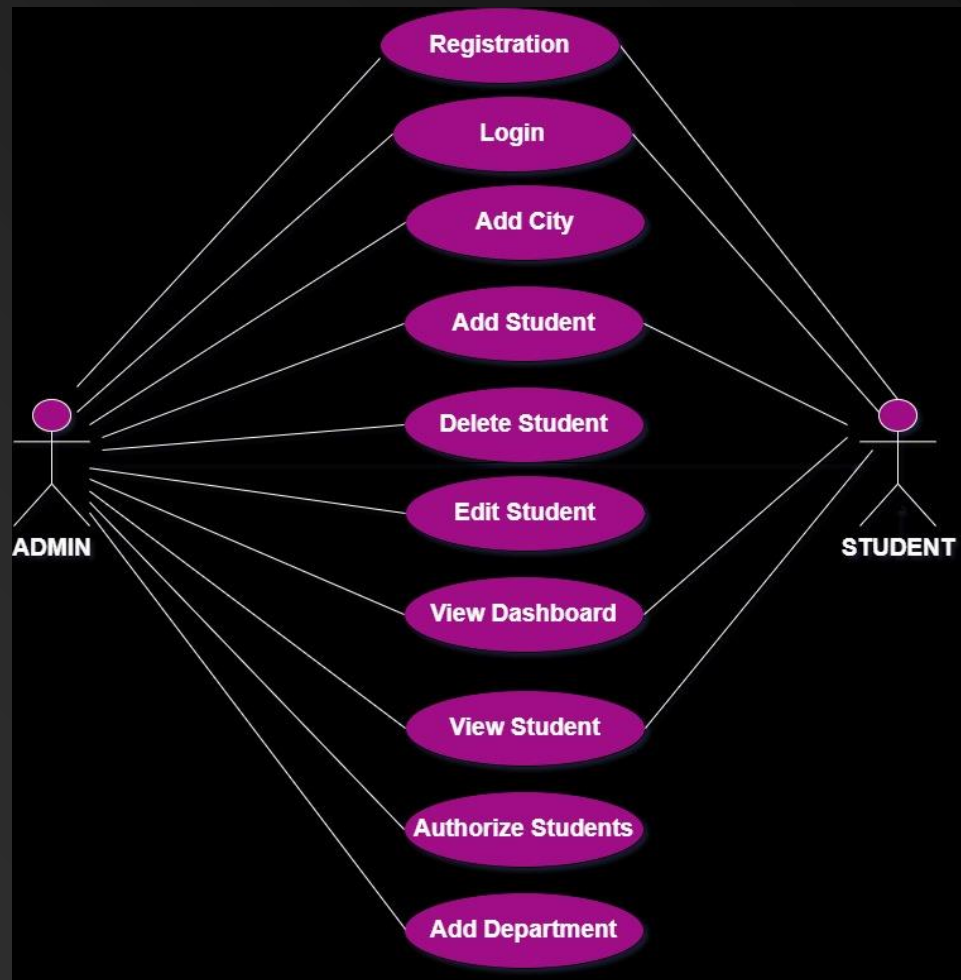 Registration
Login
Add City
Add Student
Delete Student
Edit Student
ADMIN
STUDENT
View Dashboard
View Student
Authorize Students
Add Department